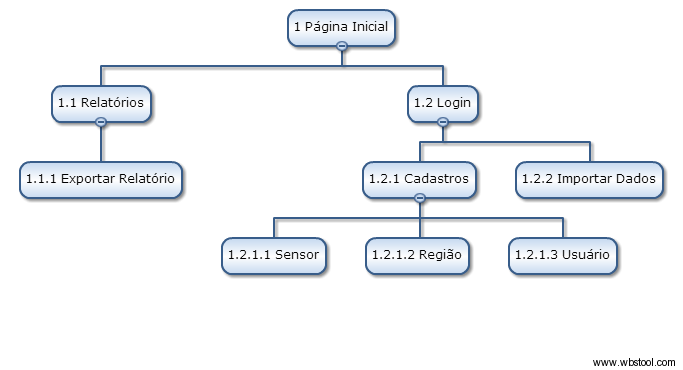 1 Página Inicial
1.1 Relatórios
1.2 Login
1.1.1 Exportar Relatório
1.2.1 Cadastros
1.2.2 Importar Dados
1.2.1.1 Sensor
1.2.1.2 Região
1.2.1.3 Usuário
www.wbstool.com